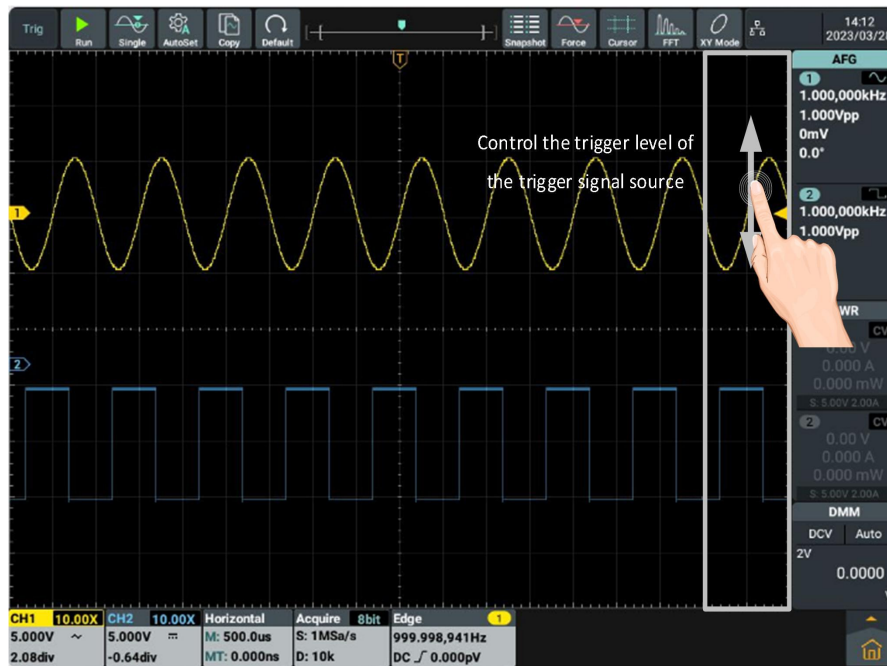 Trig
Run
Single
AutoSet
Copy
Default
T
Snapshot
Force
Cursor
FFT
XY Mode
14:12
2023/03/28
Control the trigger level of
the trigger signal source
1
2
AFG
1
1.000,000kHz
1.000Vpp
0mV
0.0°
2
1.000,000kHz
1.000Vpp
WR
CV
0.00 V
0.000 A
0.000 mW
S: 5.00V 2.00A
2 CV
0.00 V
0.000 A
0.000 mW
S: 5.00V 2.00A
DMM
DCV Auto
2V
0.0000
CH1 10.00X CH2 10.00X Horizontal Acquire 8bit Edge 1
5.000V 5.000V M: 500.0us S: 1MSa/s 999.998,941Hz
2.08div -0.64div MT: 0.000ns D: 10k DC 0.000pV